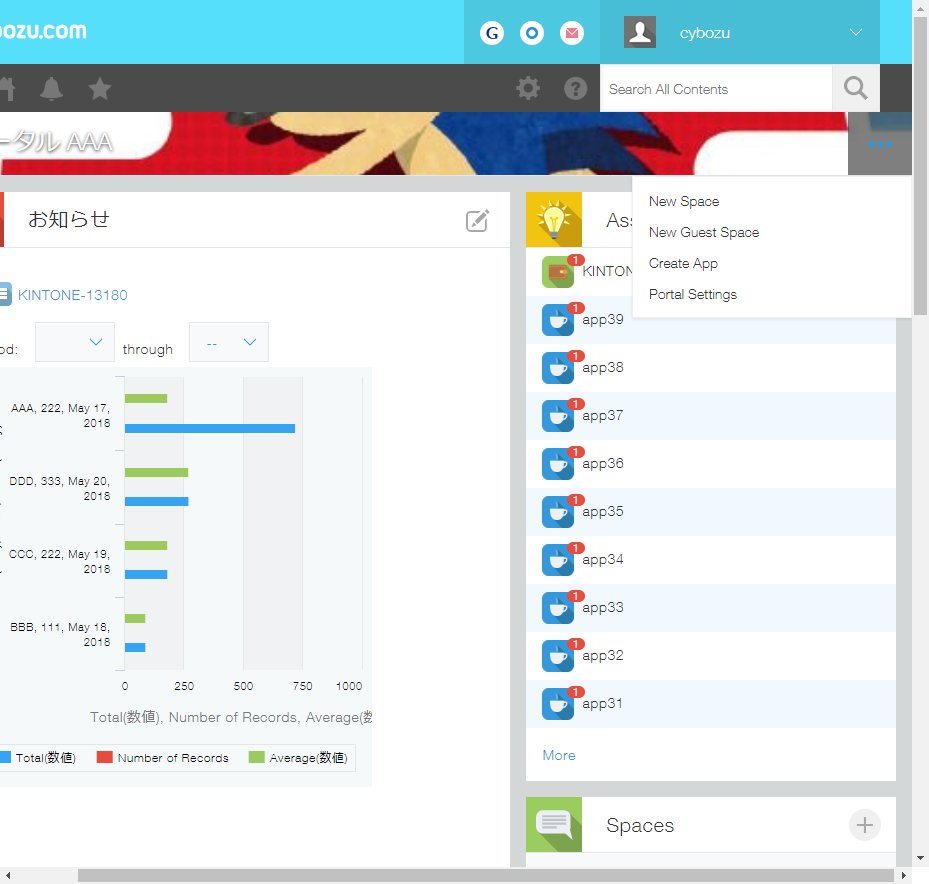 ozu.com
G
cybozu
Search All Contents
ータル AAA
New Space
New Guest Space
Create App
Portal Settings
お知らせ
KINTONE-13180
od:
through
--
AAA, 222, May 17,
2018
DDD, 333, May 20,
2018
CCC, 222, May 19,
2018
BBB, 111, May 18,
2018
0 250 500 750 1000
Total(数値), Number of Records, Average(数
Total(数値) Number of Records Average(数値)
Ass
1
KINTON
1
app39
1
app38
1
app37
1
app36
1
app35
1
app34
1
app33
1
app32
1
app31
More
Spaces